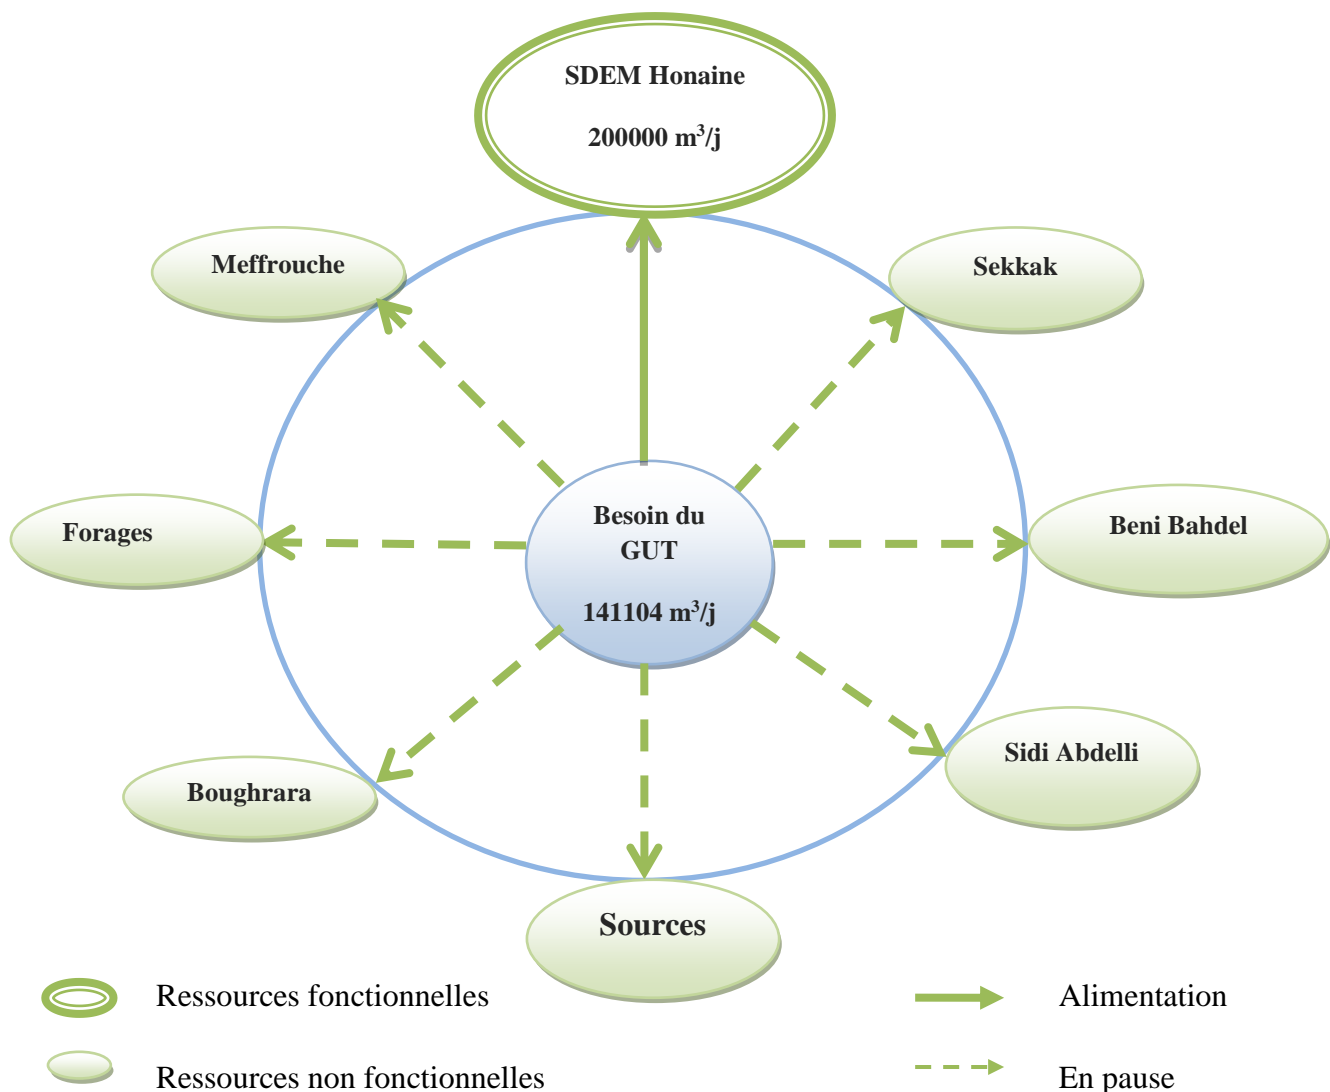 SDEM Honaine
200000 m³/j
Meffrouche
Sekkak
Forages
Besoin du
GUT
141104 m³/j
Beni Bahdel
Boughrara
Sidi Abdelli
Sources
Ressources fonctionnelles
Alimentation
Ressources non fonctionnelles
En pause